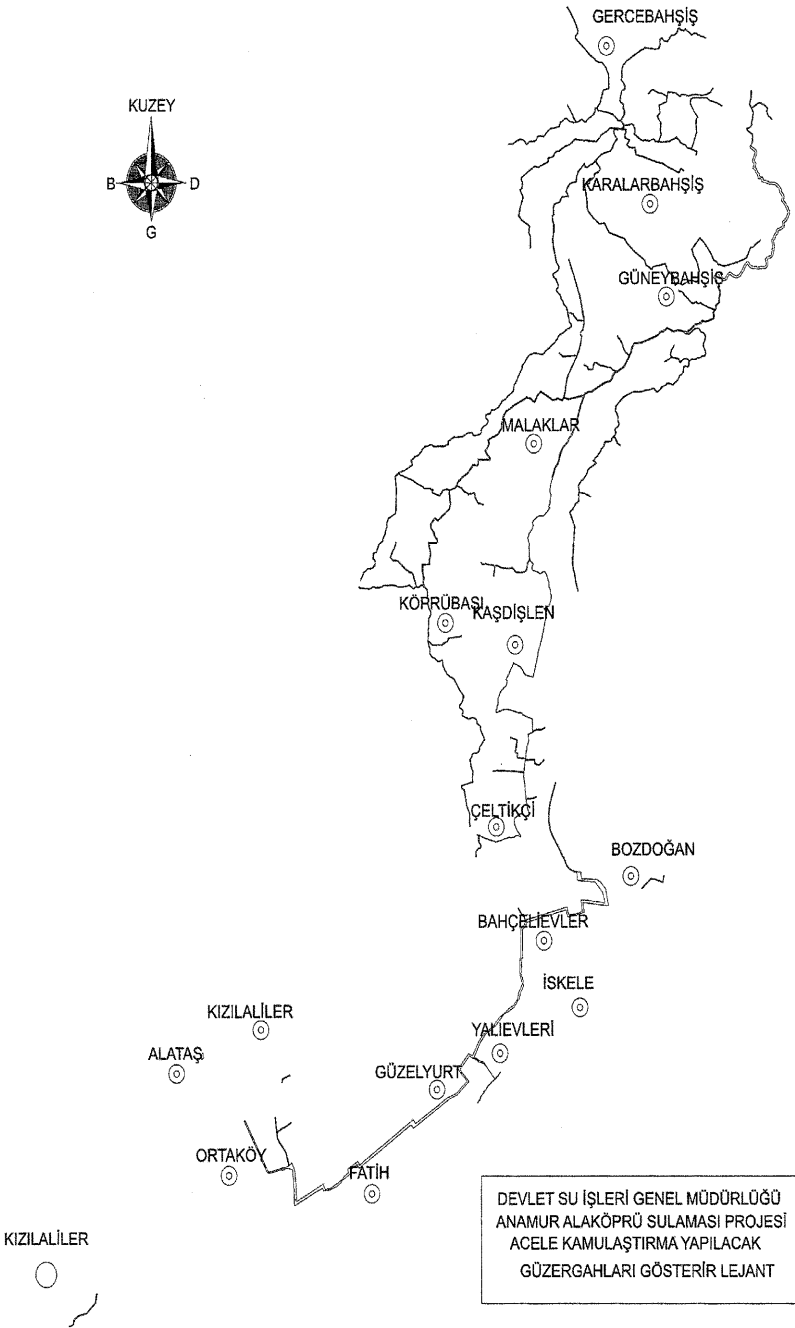 GERCEBAHŞİŞ
KUZEY
B
D
G
KARALARBAHŞİŞ
GÜNEYBAHŞİŞ
MALAKLAR
KÖPRÜBAŞI
KAŞDİŞLEN
ÇELTİKÇİ
BOZDOĞAN
BAHÇELİEVLER
İSKELE
KIZILALİLER
YALIEVLERİ
ALATAŞ
GÜZELYURT
ORTAKÖY
FATİH
KIZILALİLER
DEVLET SU İŞLERİ GENEL MÜDÜRLÜĞÜ
ANAMUR ALAKÖPRÜ SULAMASI PROJESİ
ACELE KAMULAŞTIRMA YAPILACAK
GÜZERGAHLARI GÖSTERİR LEJANT